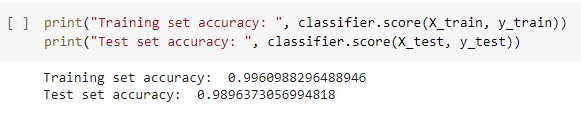 [ ] print("Training set accuracy: ", classifier.score(X_train, y_train))
print("Test set accuracy: ", classifier.score(X_test, y_test))
Training set accuracy:  0.9960988296488946
Test set accuracy:  0.9896373056994818